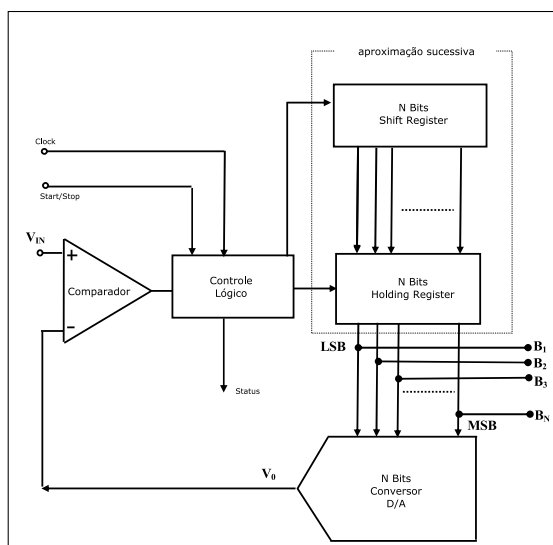 aproximação sucessiva
N Bits
Shift Register
Clock
Start/Stop
V_IN
+
Comparador
−
Controle
Lógico
N Bits
Holding Register
Status
LSB
B_1
B_2
B_3
MSB
B_N
V_0
N Bits
Conversor
D/A